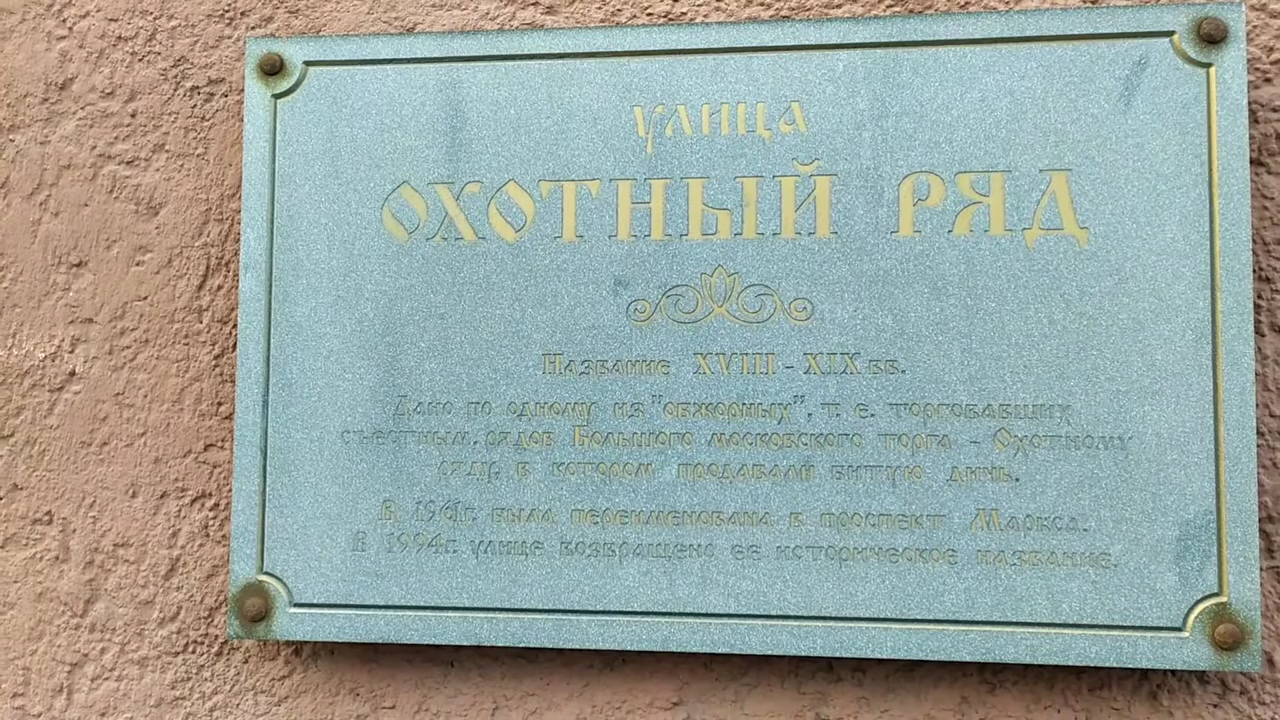 улица
ОХОТНЫЙ РЯД
Название XVIII - XIX вв.
Дано по одному из "обжорных", т. е. торговавших
съестным, рядов Большого московского торга - Охотному
ряду, в котором продавали битую дичь.
В 1961г. была переименована в проспект Маркса.
В 1994г. улице возвращено ее историческое название.